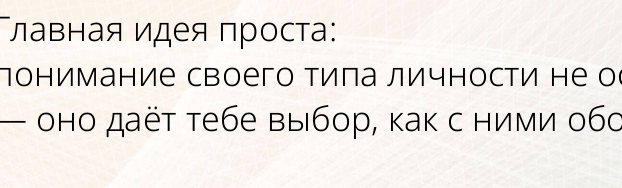 Главная идея проста:
понимание своего типа личности не
— оно даёт тебе выбор, как с ними